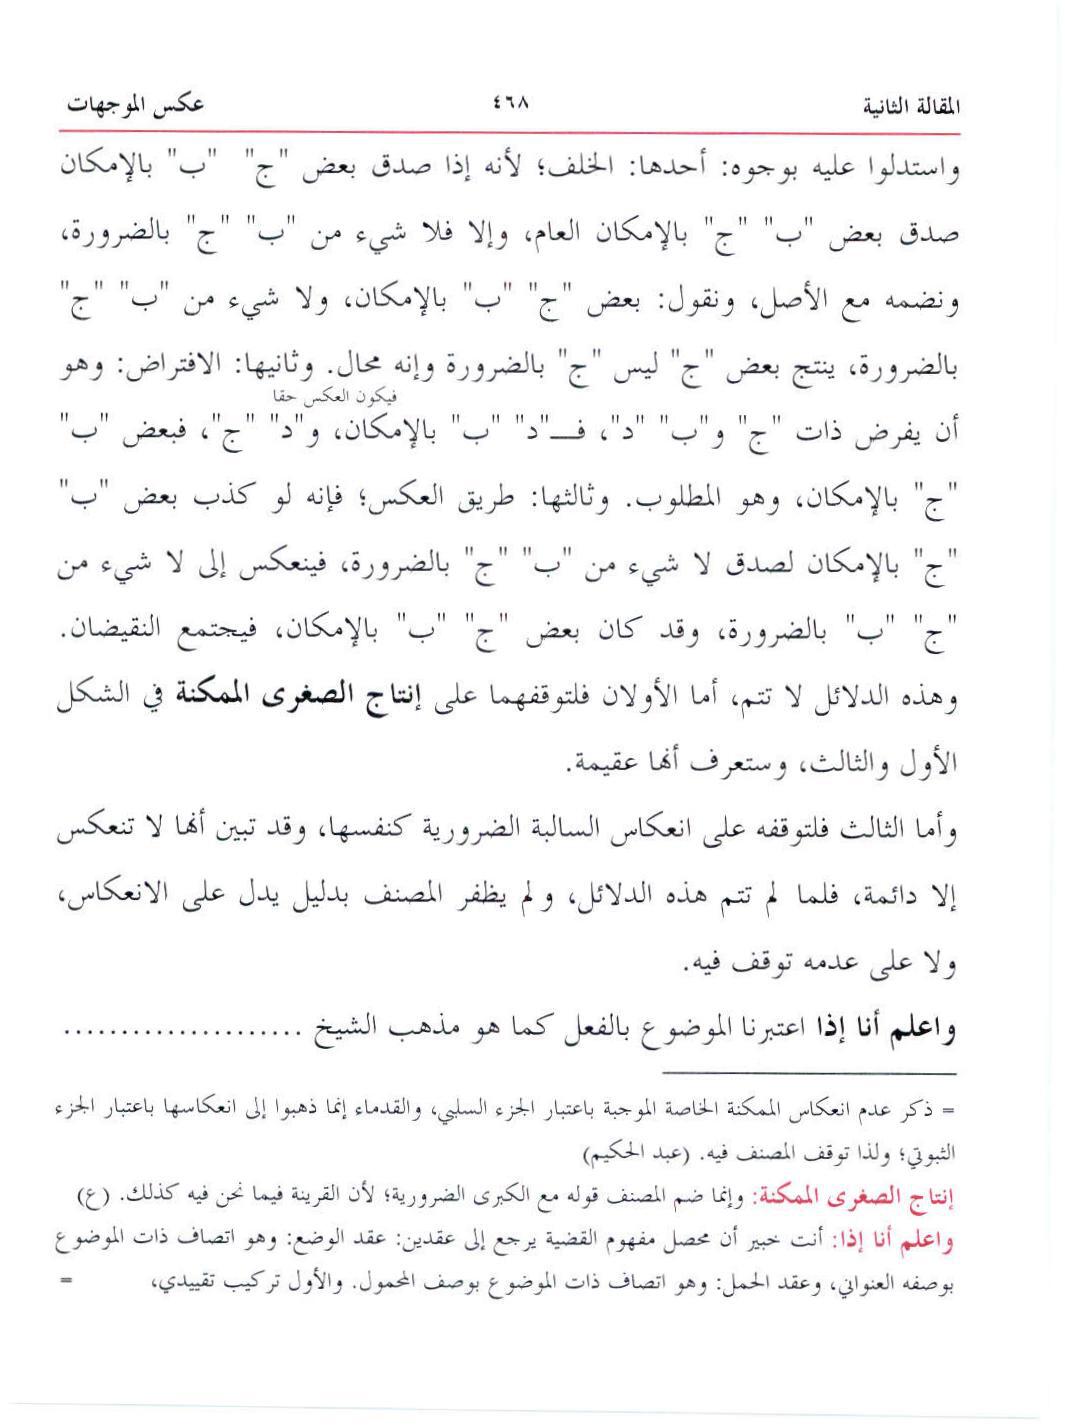 المقالة الثانية ٤٦٨ عكس الموجهات
واستدلوا عليه بوجوه: أحدها: الخلف؛ لأنه إذا صدق بعض "ج" "ب" بالإمكان
صدق بعض "ب" "ج" بالإمكان العام، وإلا فلا شيء من "ب" "ج" بالضرورة،
ونضمه مع الأصل، ونقول: بعض "ج" "ب" بالإمكان، ولا شيء من "ب" "ج"
بالضرورة، ينتج بعض "ج" ليس "ج" بالضرورة وإنه محال. وثانيها: الافتراض: وهو
فيكون العكس حقا
أن يفرض ذات "ج" و"ب" "د"، فــ"د" "ب" بالإمكان، و"د" "ج"، فبعض "ب"
"ج" بالإمكان، وهو المطلوب. وثالثها: طريق العكس؛ فإنه لو كذب بعض "ب"
"ج" بالإمكان لصدق لا شيء من "ب" "ج" بالضرورة، فينعكس إلى لا شيء من
"ج" "ب" بالضرورة، وقد كان بعض "ج" "ب" بالإمكان، فيجتمع النقيضان.
وهذه الدلائل لا تتم، أما الأولان فلتوقفهما على إنتاج الصغرى الممكنة في الشكل
الأول والثالث، وستعرف أنها عقيمة.
وأما الثالث فلتوقفه على انعكاس السالبة الضرورية كنفسها، وقد تبين أنها لا تنعكس
إلا دائمة، فلما لم تتم هذه الدلائل، ولم يظفر المصنف بدليل يدل على الانعكاس،
ولا على عدمه توقف فيه.
واعلم أنا إذا اعتبرنا الموضوع بالفعل كما هو مذهب الشيخ .....................
= ذكر عدم انعكاس الممكنة الخاصة الموجبة باعتبار الجزء السلبي، والقدماء إنما ذهبوا إلى انعكاسها باعتبار الجزء
الثبوتي؛ ولذا توقف المصنف فيه. (عبد الحكيم)
إنتاج الصغرى الممكنة: وإنما ضم المصنف قوله مع الكبرى الضرورية؛ لأن القرينة فيما نحن فيه كذلك. (ع)
واعلم أنا إذا: أنت خبير أن محصل مفهوم القضية يرجع إلى عقدين: عقد الوضع: وهو اتصاف ذات الموضوع
بوصفه العنواني، وعقد الحمل: وهو اتصاف ذات الموضوع بوصف المحمول. والأول تركيب تقييدي، =